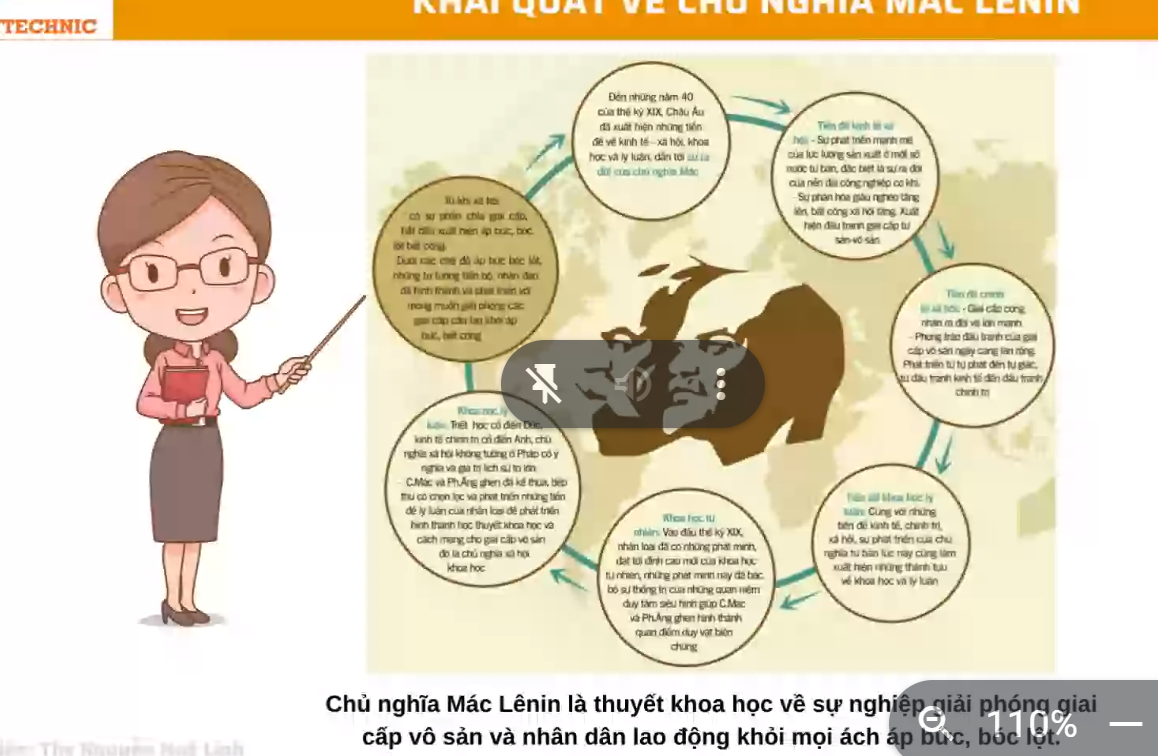 TECHNIC
KHÁI QUÁT VỀ CHỦ NGHĨA MÁC LÊNIN
Đến những năm 40
của thế kỷ XIX, Châu Âu
đã xuất hiện những tiền
đề về kinh tế – xã hội, khoa
học và lý luận, dẫn tới sự ra
đời của chủ nghĩa Mác
Tiền đề kinh tế xã
hội: - Sự phát triển mạnh mẽ
của lực lượng sản xuất ở một số
nước tư bản, đặc biệt là sự ra đời
của nền đại công nghiệp cơ khí.
- Sự phân hóa giàu nghèo tăng
lên, bất công xã hội tăng. Xuất
hiện đấu tranh giai cấp tư
sản-vô sản
Tiền đề chính
trị xã hội: - Giai cấp công
nhân ra đời và lớn mạnh.
- Phong trào đấu tranh của giai
cấp vô sản ngày càng lan rộng.
Phát triển từ tự phát đến tự giác,
từ đấu tranh kinh tế đến đấu tranh
chính trị
Tiền đề khoa học lý
luận: Cùng với những
tiền đề kinh tế, chính trị,
xã hội, sự phát triển của chủ
nghĩa tư bản lúc này cũng làm
xuất hiện những thành tựu
về khoa học và lý luận
Khoa học tự
nhiên: Vào đầu thế kỷ XIX,
nhân loại đã có những phát minh,
đạt tới đỉnh cao mới của khoa học
tự nhiên, những phát minh này đã bác
bỏ sự thống trị của những quan niệm
duy tâm siêu hình giúp C.Mác
và Ph.Ăng ghen hình thành
quan điểm duy vật biện
chứng
Khoa học lý
luận: Triết học cổ điển Đức,
kinh tế chính trị cổ điển Anh, chủ
nghĩa xã hội không tưởng ở Pháp có ý
nghĩa và giá trị lịch sử to lớn.
C.Mác và Ph.Ăng ghen đã kế thừa, tiếp
thu có chọn lọc và phát triển những tiền
đề lý luận của nhân loại để phát triển
hình thành học thuyết khoa học và
cách mạng cho giai cấp vô sản
đó là chủ nghĩa xã hội
khoa học
Từ khi xã hội
có sự phân chia giai cấp,
bắt đầu xuất hiện áp bức, bóc
lột bất công.
Dưới các chế độ áp bức bóc lột,
những tư tưởng tiến bộ, nhân đạo
đã hình thành và phát triển với
mong muốn giải phóng các
giai cấp cần lao khỏi áp
bức, bất công
Chủ nghĩa Mác Lênin là thuyết khoa học về sự nghiệp giải phóng giai
cấp vô sản và nhân dân lao động khỏi mọi ách áp bức, bóc lột.
110%